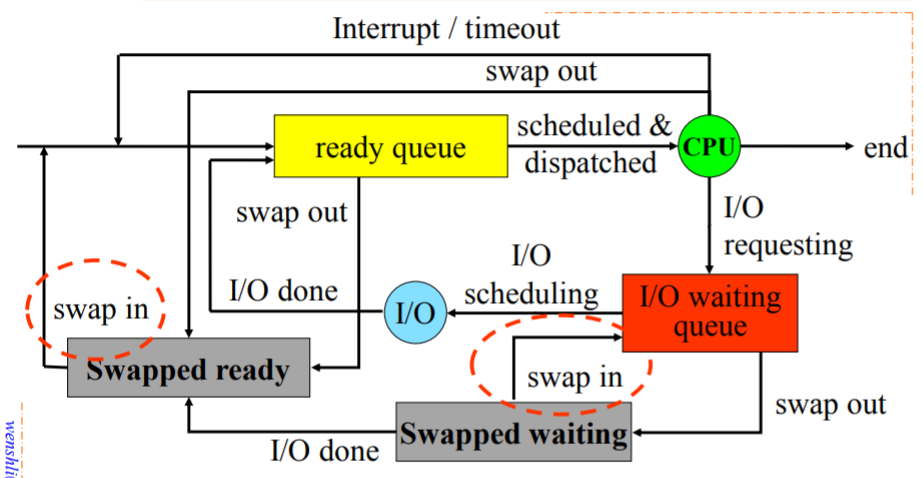 Interrupt / timeout
swap out
ready queue
scheduled &
dispatched
CPU
end
swap out
I/O
requesting
I/O done
I/O
scheduling
I/O
I/O waiting
queue
swap in
Swapped ready
swap in
swap out
I/O done
Swapped waiting